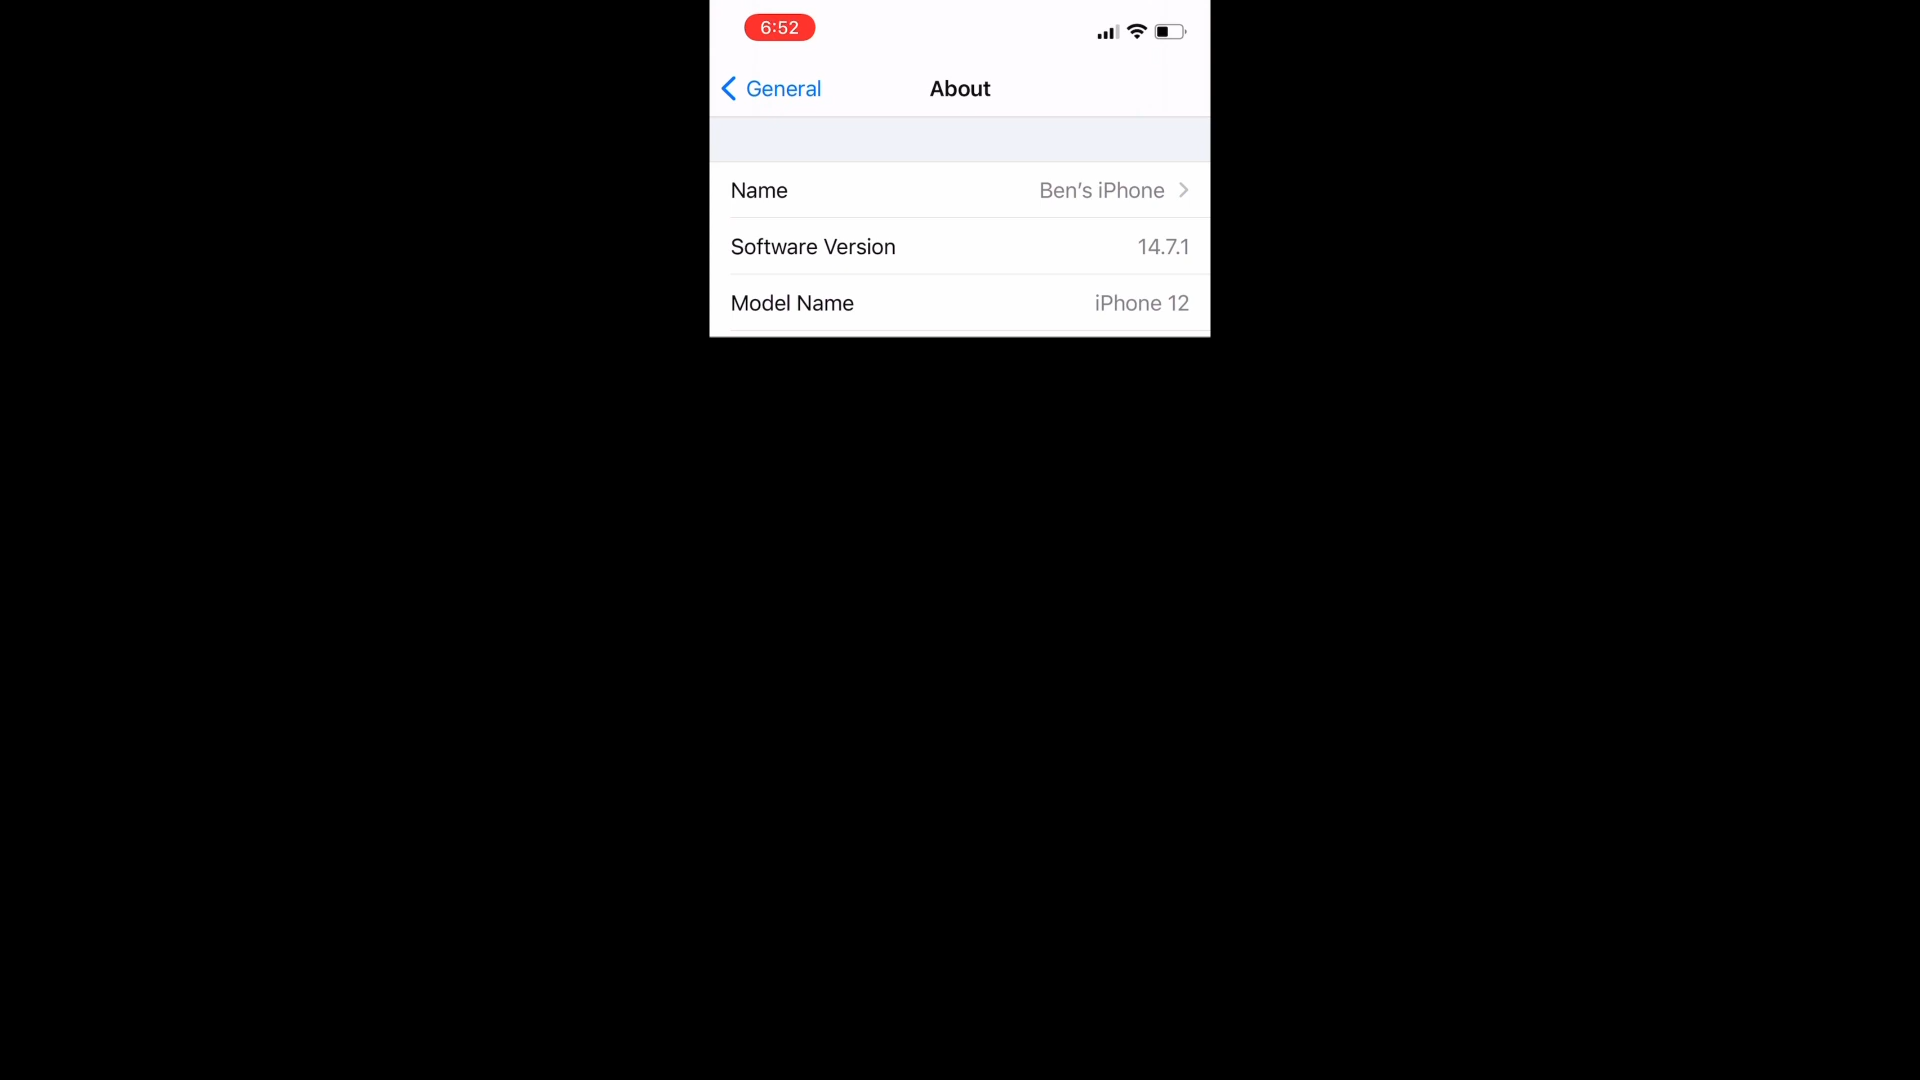 6:52
General
About
Name Ben's iPhone
Software Version 14.7.1
Model Name iPhone 12